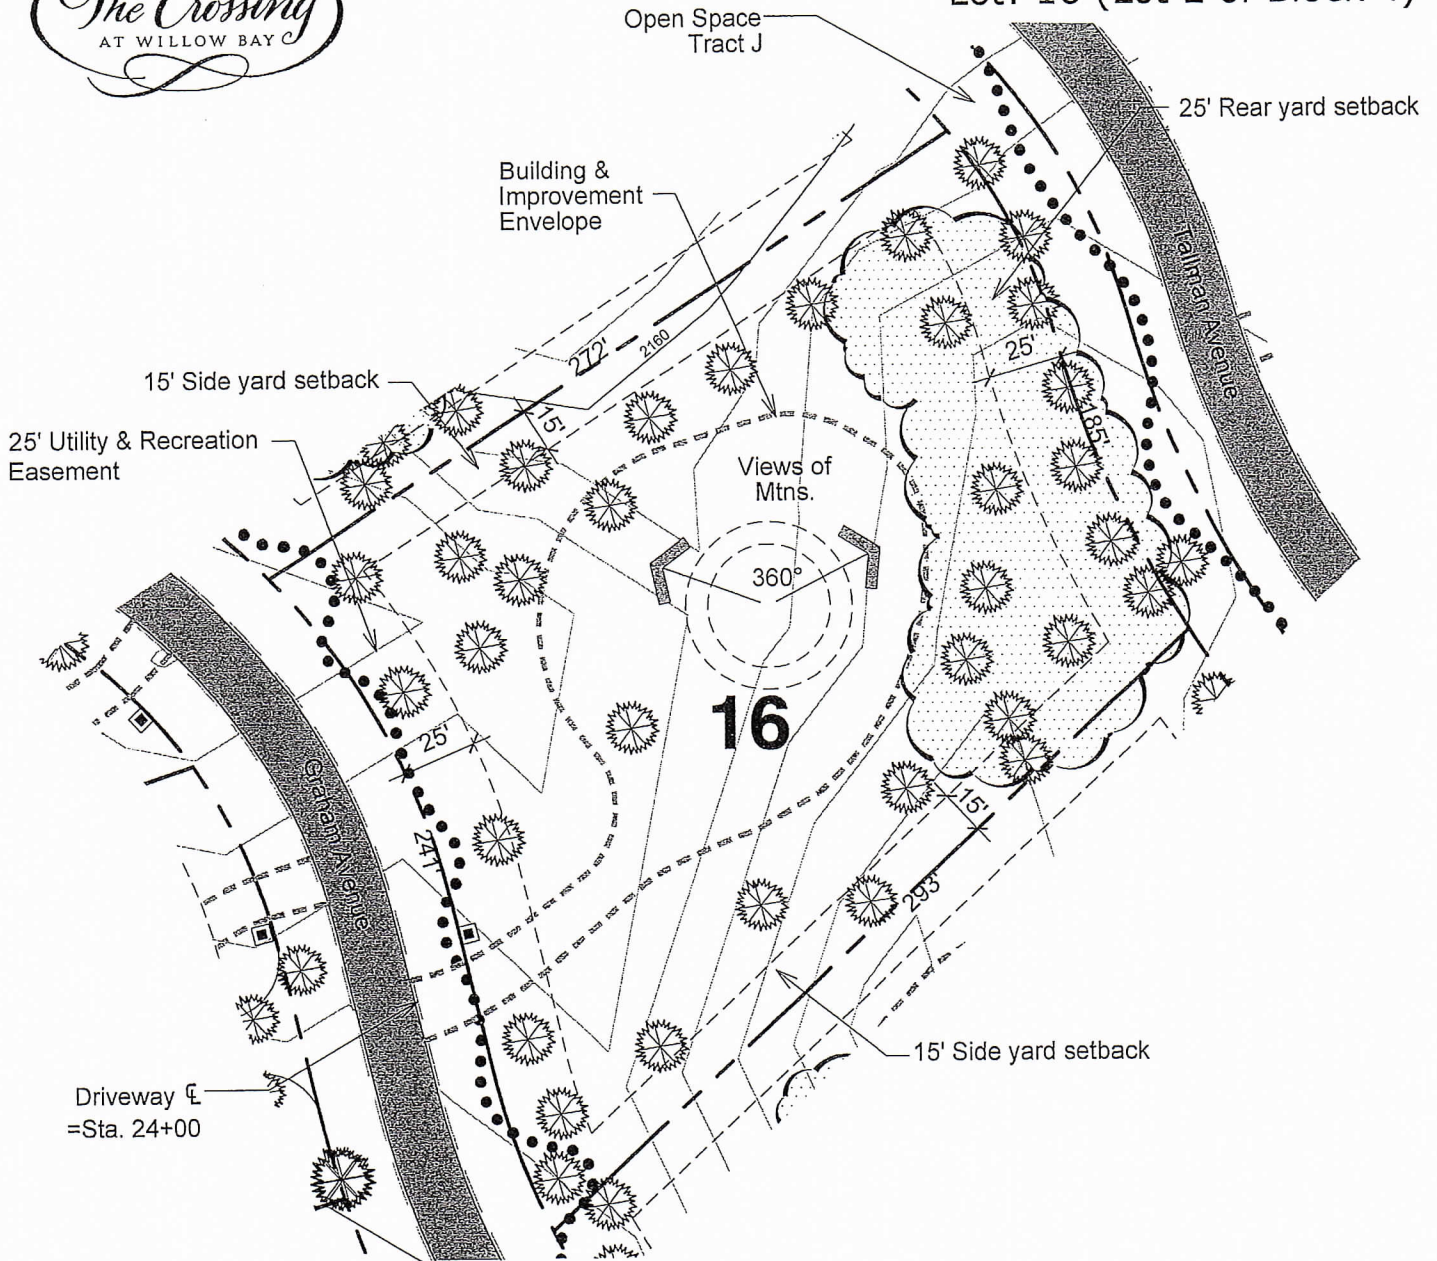 The Crossing
AT WILLOW BAY
Open Space
Tract J
25' Rear yard setback
Building &
Improvement
Envelope
Tallman Avenue
272'
2160
25'
15' Side yard setback
15'
185'
25' Utility & Recreation
Easement
Views of
Mtns.
360°
16
25'
Graham Avenue
241'
15'
293'
15' Side yard setback
Driveway ℄
=Sta. 24+00